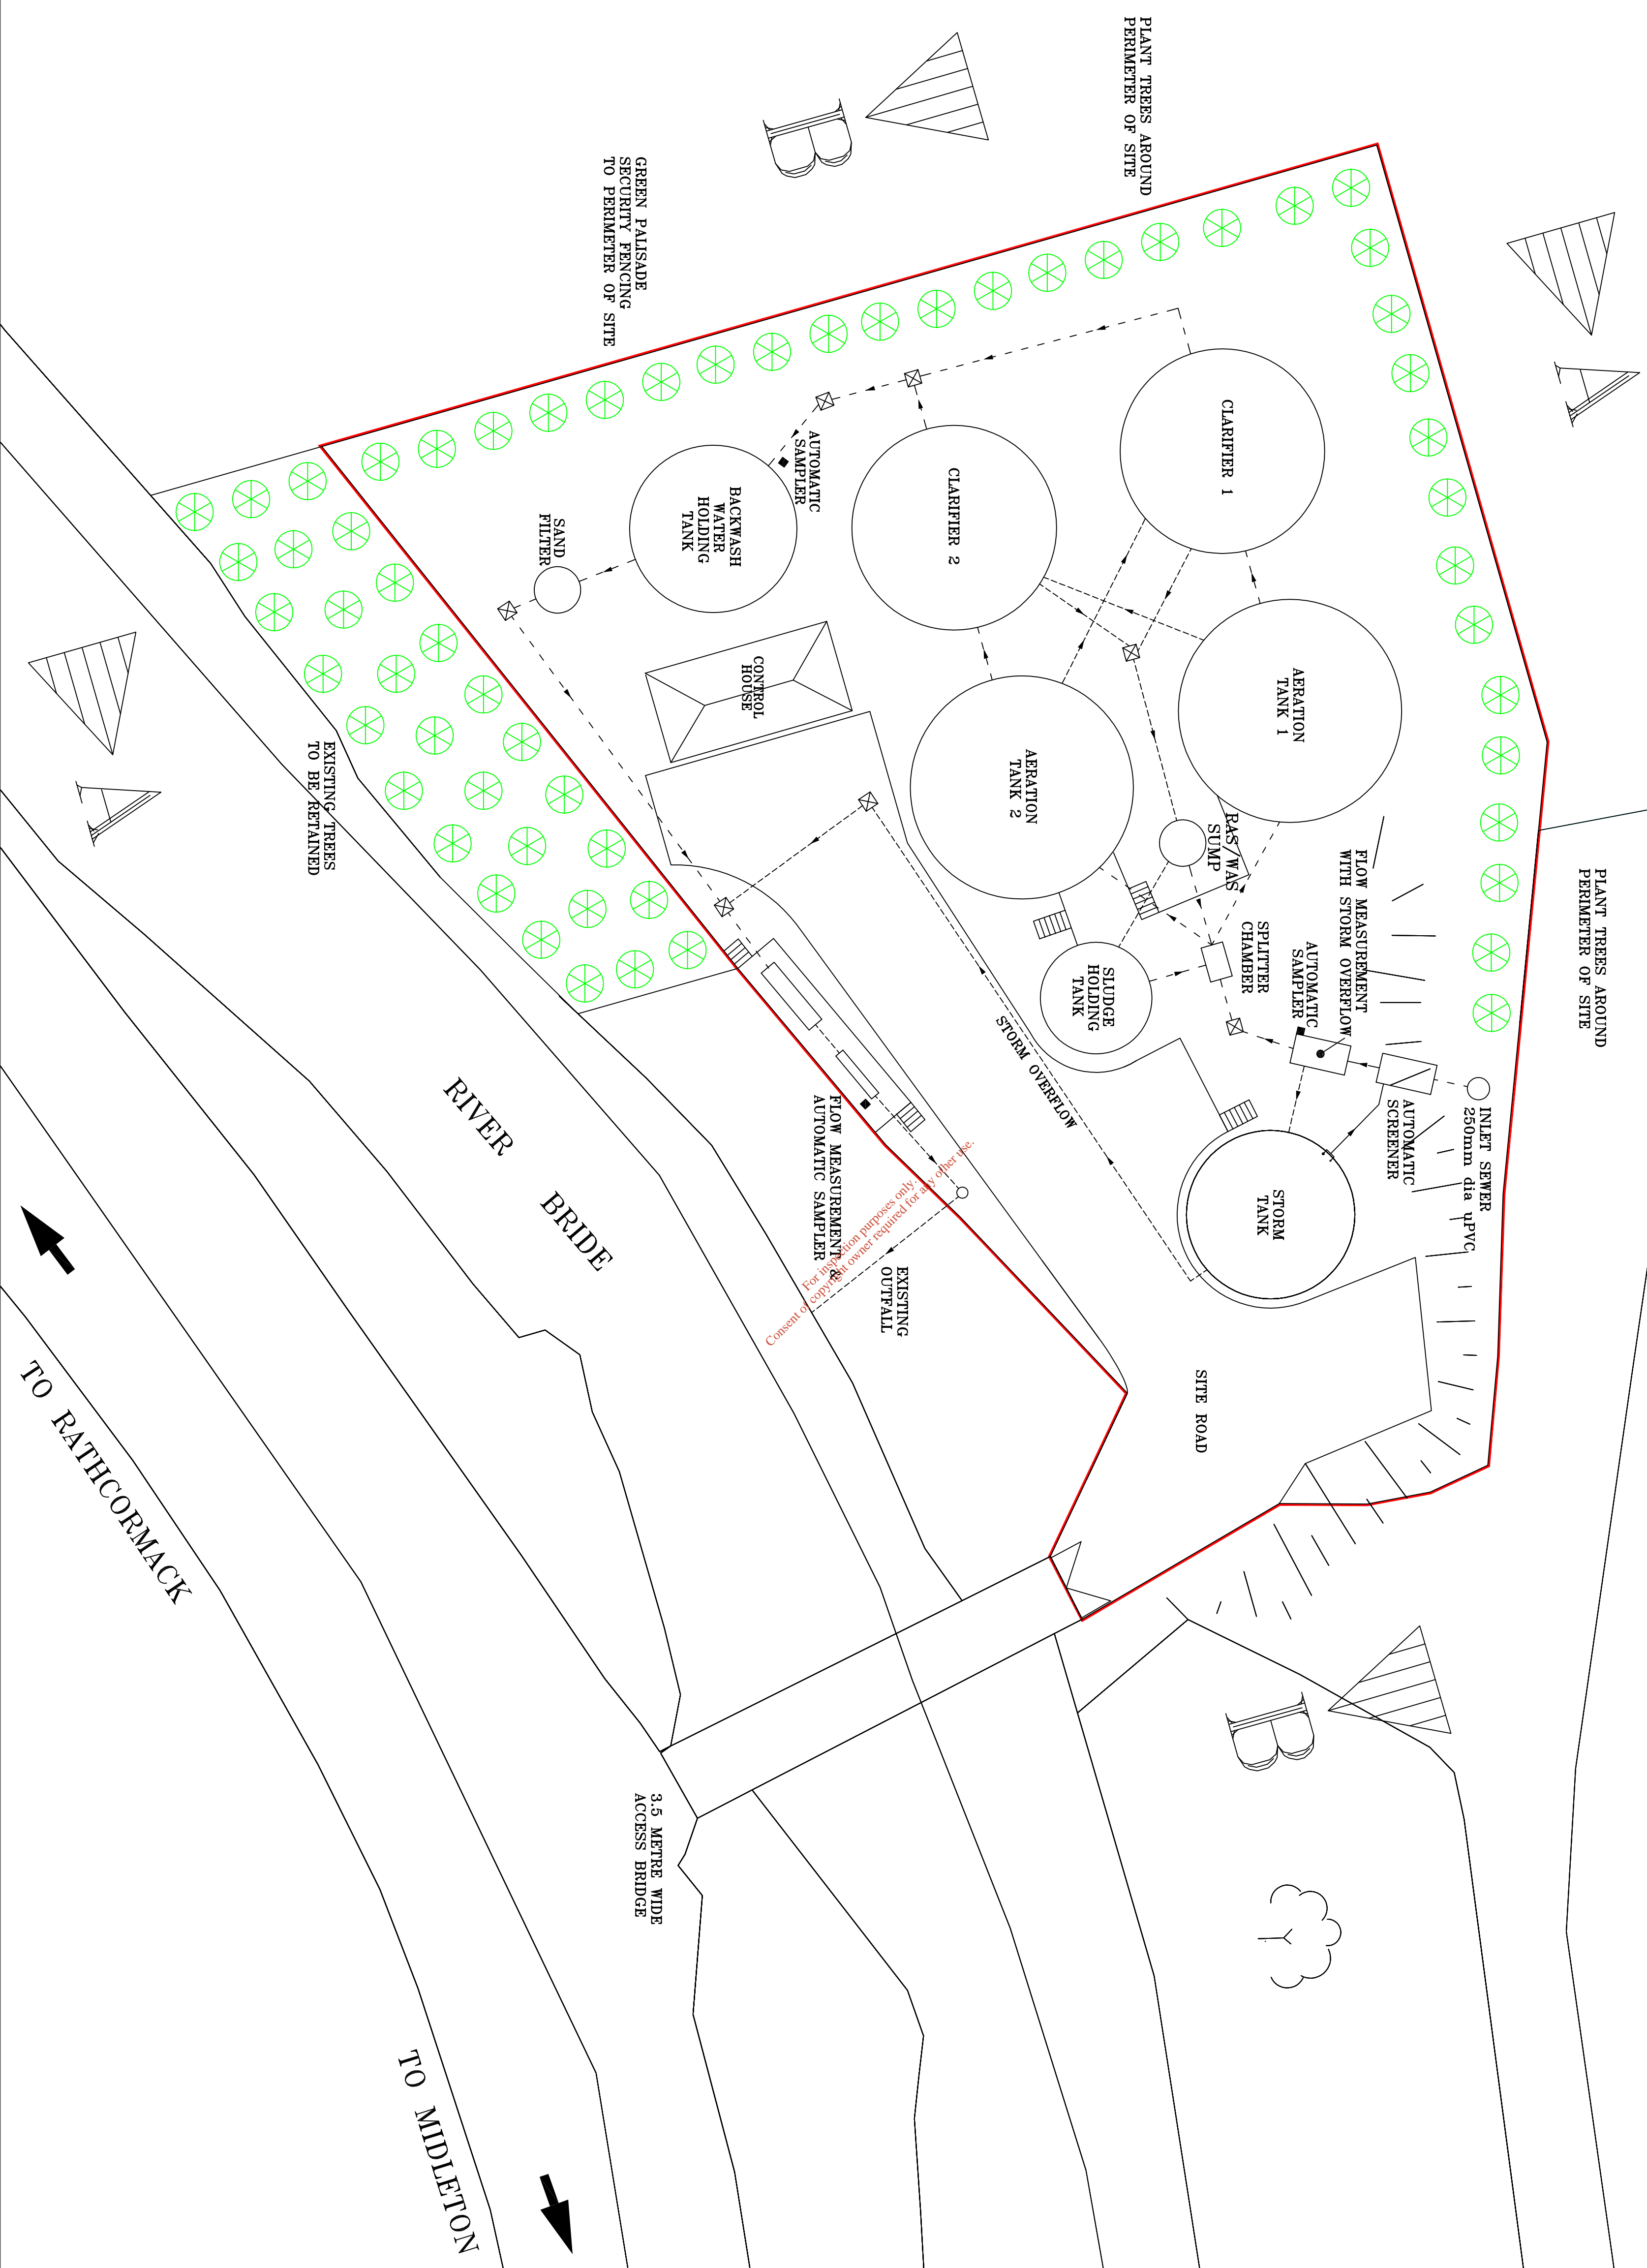 PLANT TREES AROUND
PERIMETER OF SITE
B
GREEN PALISADE
SECURITY FENCING
TO PERIMETER OF SITE
A
CLARIFIER 1
CLARIFIER 2
AUTOMATIC
SAMPLER
BACKWASH
WATER
HOLDING
TANK
SAND
FILTER
CONTROL
HOUSE
AERATION
TANK 1
AERATION
TANK 2
RAS/WAS
SUMP
FLOW MEASUREMENT
WITH STORM OVERFLOW
AUTOMATIC
SAMPLER
SPLITTER
CHAMBER
SLUDGE
HOLDING
TANK
STORM OVERFLOW
PLANT TREES AROUND
PERIMETER OF SITE
INLET SEWER
250mm dia uPVC
AUTOMATIC
SCREENER
STORM
TANK
A
EXISTING TREES
TO BE RETAINED
FLOW MEASUREMENT &
AUTOMATIC SAMPLER
EXISTING
OUTFALL
For inspection purposes only.
Consent of copyright owner required for any other use.
RIVER
BRIDE
SITE ROAD
B
3.5 METRE WIDE
ACCESS BRIDGE
TO RATHCORMACK
TO MIDLETON